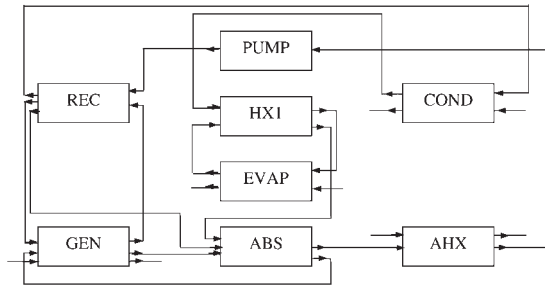 PUMP
REC
HX1
COND
EVAP
GEN
ABS
AHX